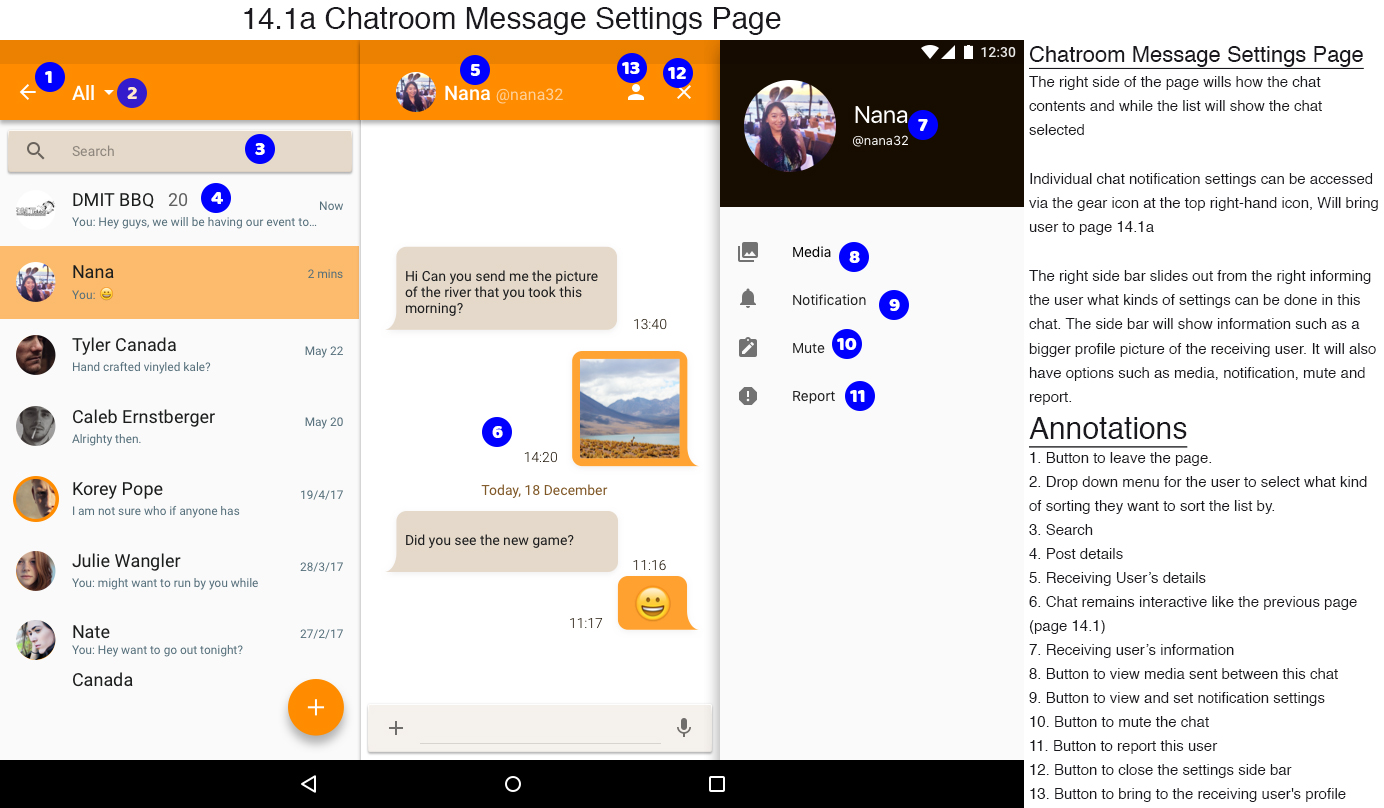 14.1a Chatroom Message Settings Page
1
All
2
3
Search
DMIT BBQ 20
4
Now
You: Hey guys, we will be having our event to...
Nana
2 mins
You: 😀
Tyler Canada
May 22
Hand crafted vinyled kale?
Caleb Ernstberger
May 20
Alrighty then.
Korey Pope
19/4/17
I am not sure who if anyone has
Julie Wangler
28/3/17
You: might want to run by you while
Nate
27/2/17
You: Hey want to go out tonight?
Canada
5
Nana @nana32
13
12
Hi Can you send me the picture
of the river that you took this
morning?
13:40
6
14:20
Today, 18 December
Did you see the new game?
11:16
11:17
12:30
Nana
7
@nana32
Media
8
Notification
9
Mute
10
Report
11
Chatroom Message Settings Page
The right side of the page wills how the chat
contents and while the list will show the chat
selected
Individual chat notification settings can be accessed
via the gear icon at the top right-hand icon, Will bring
user to page 14.1a
The right side bar slides out from the right informing
the user what kinds of settings can be done in this
chat. The side bar will show information such as a
bigger profile picture of the receiving user. It will also
have options such as media, notification, mute and
report.
Annotations
1. Button to leave the page.
2. Drop down menu for the user to select what kind
of sorting they want to sort the list by.
3. Search
4. Post details
5. Receiving User’s details
6. Chat remains interactive like the previous page
(page 14.1)
7. Receiving user’s information
8. Button to view media sent between this chat
9. Button to view and set notification settings
10. Button to mute the chat
11. Button to report this user
12. Button to close the settings side bar
13. Button to bring to the receiving user's profile